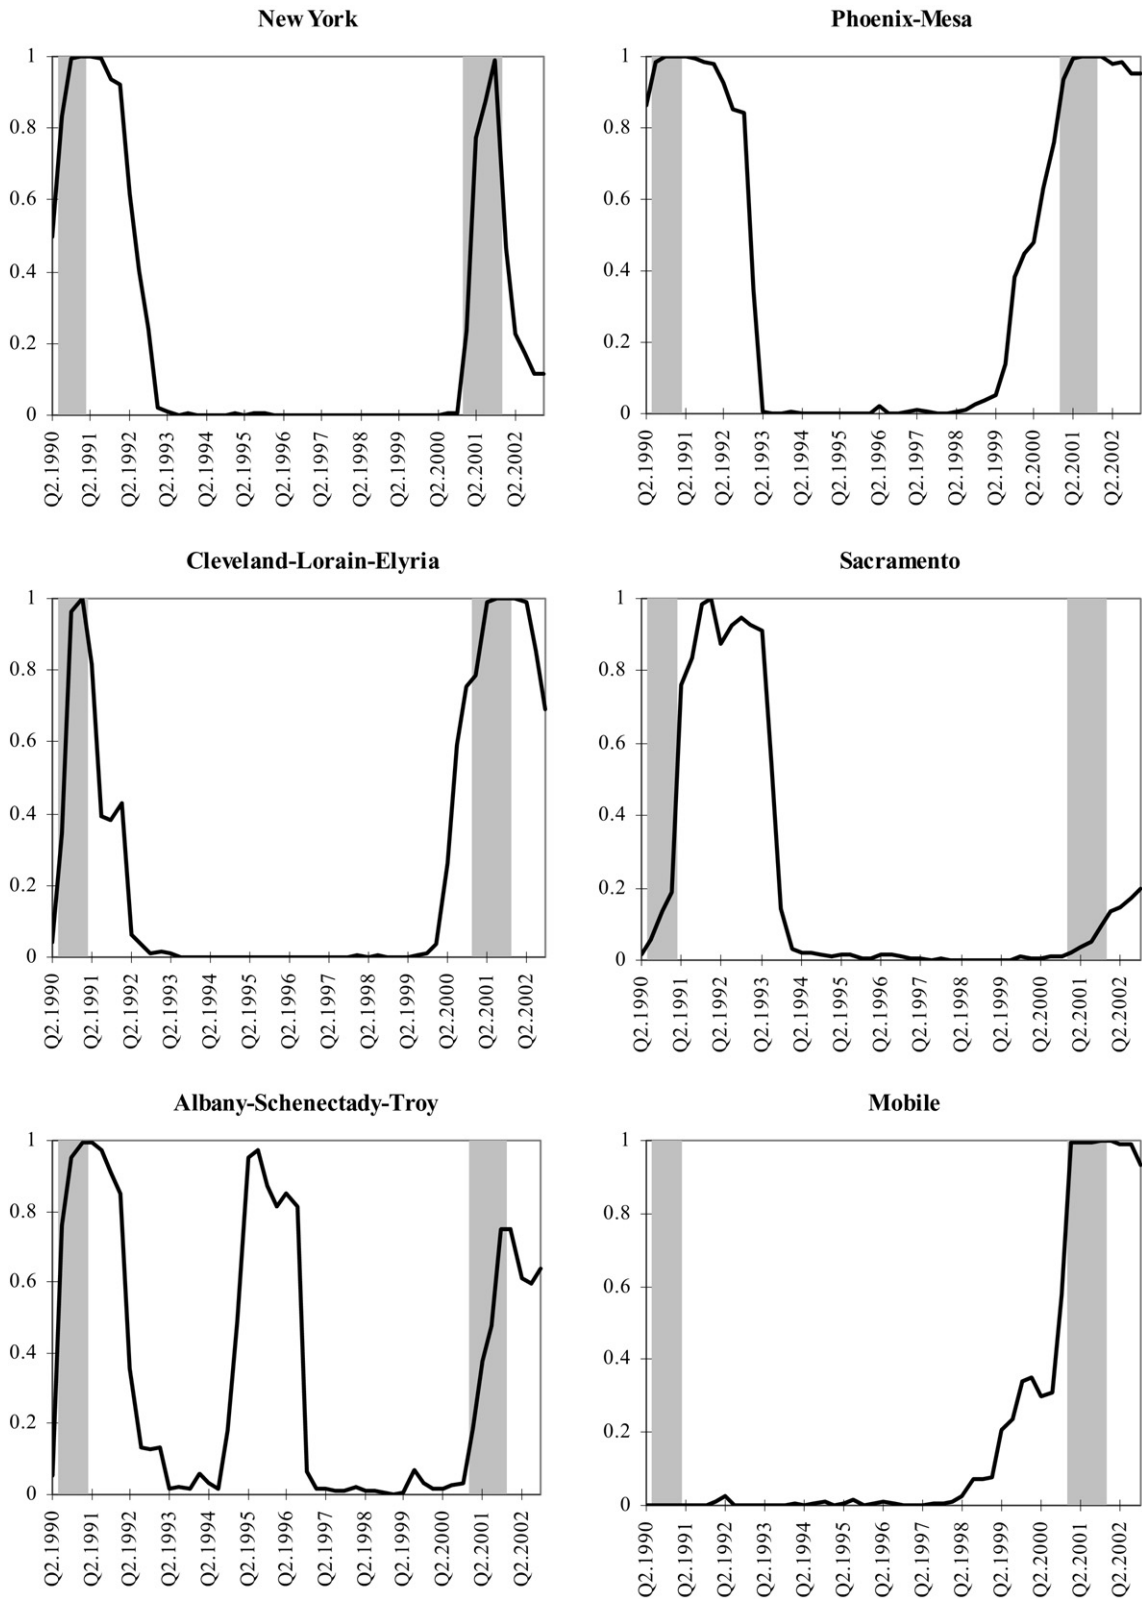 New York
1
0.8
0.6
0.4
0.2
0
Q2.1990
Q2.1991
Q2.1992
Q2.1993
Q2.1994
Q2.1995
Q2.1996
Q2.1997
Q2.1998
Q2.1999
Q2.2000
Q2.2001
Q2.2002
Phoenix-Mesa
1
0.8
0.6
0.4
0.2
0
Q2.1990
Q2.1991
Q2.1992
Q2.1993
Q2.1994
Q2.1995
Q2.1996
Q2.1997
Q2.1998
Q2.1999
Q2.2000
Q2.2001
Q2.2002
Cleveland-Lorain-Elyria
1
0.8
0.6
0.4
0.2
0
Q2.1990
Q2.1991
Q2.1992
Q2.1993
Q2.1994
Q2.1995
Q2.1996
Q2.1997
Q2.1998
Q2.1999
Q2.2000
Q2.2001
Q2.2002
Sacramento
1
0.8
0.6
0.4
0.2
0
Q2.1990
Q2.1991
Q2.1992
Q2.1993
Q2.1994
Q2.1995
Q2.1996
Q2.1997
Q2.1998
Q2.1999
Q2.2000
Q2.2001
Q2.2002
Albany-Schenectady-Troy
1
0.8
0.6
0.4
0.2
0
Q2.1990
Q2.1991
Q2.1992
Q2.1993
Q2.1994
Q2.1995
Q2.1996
Q2.1997
Q2.1998
Q2.1999
Q2.2000
Q2.2001
Q2.2002
Mobile
1
0.8
0.6
0.4
0.2
0
Q2.1990
Q2.1991
Q2.1992
Q2.1993
Q2.1994
Q2.1995
Q2.1996
Q2.1997
Q2.1998
Q2.1999
Q2.2000
Q2.2001
Q2.2002